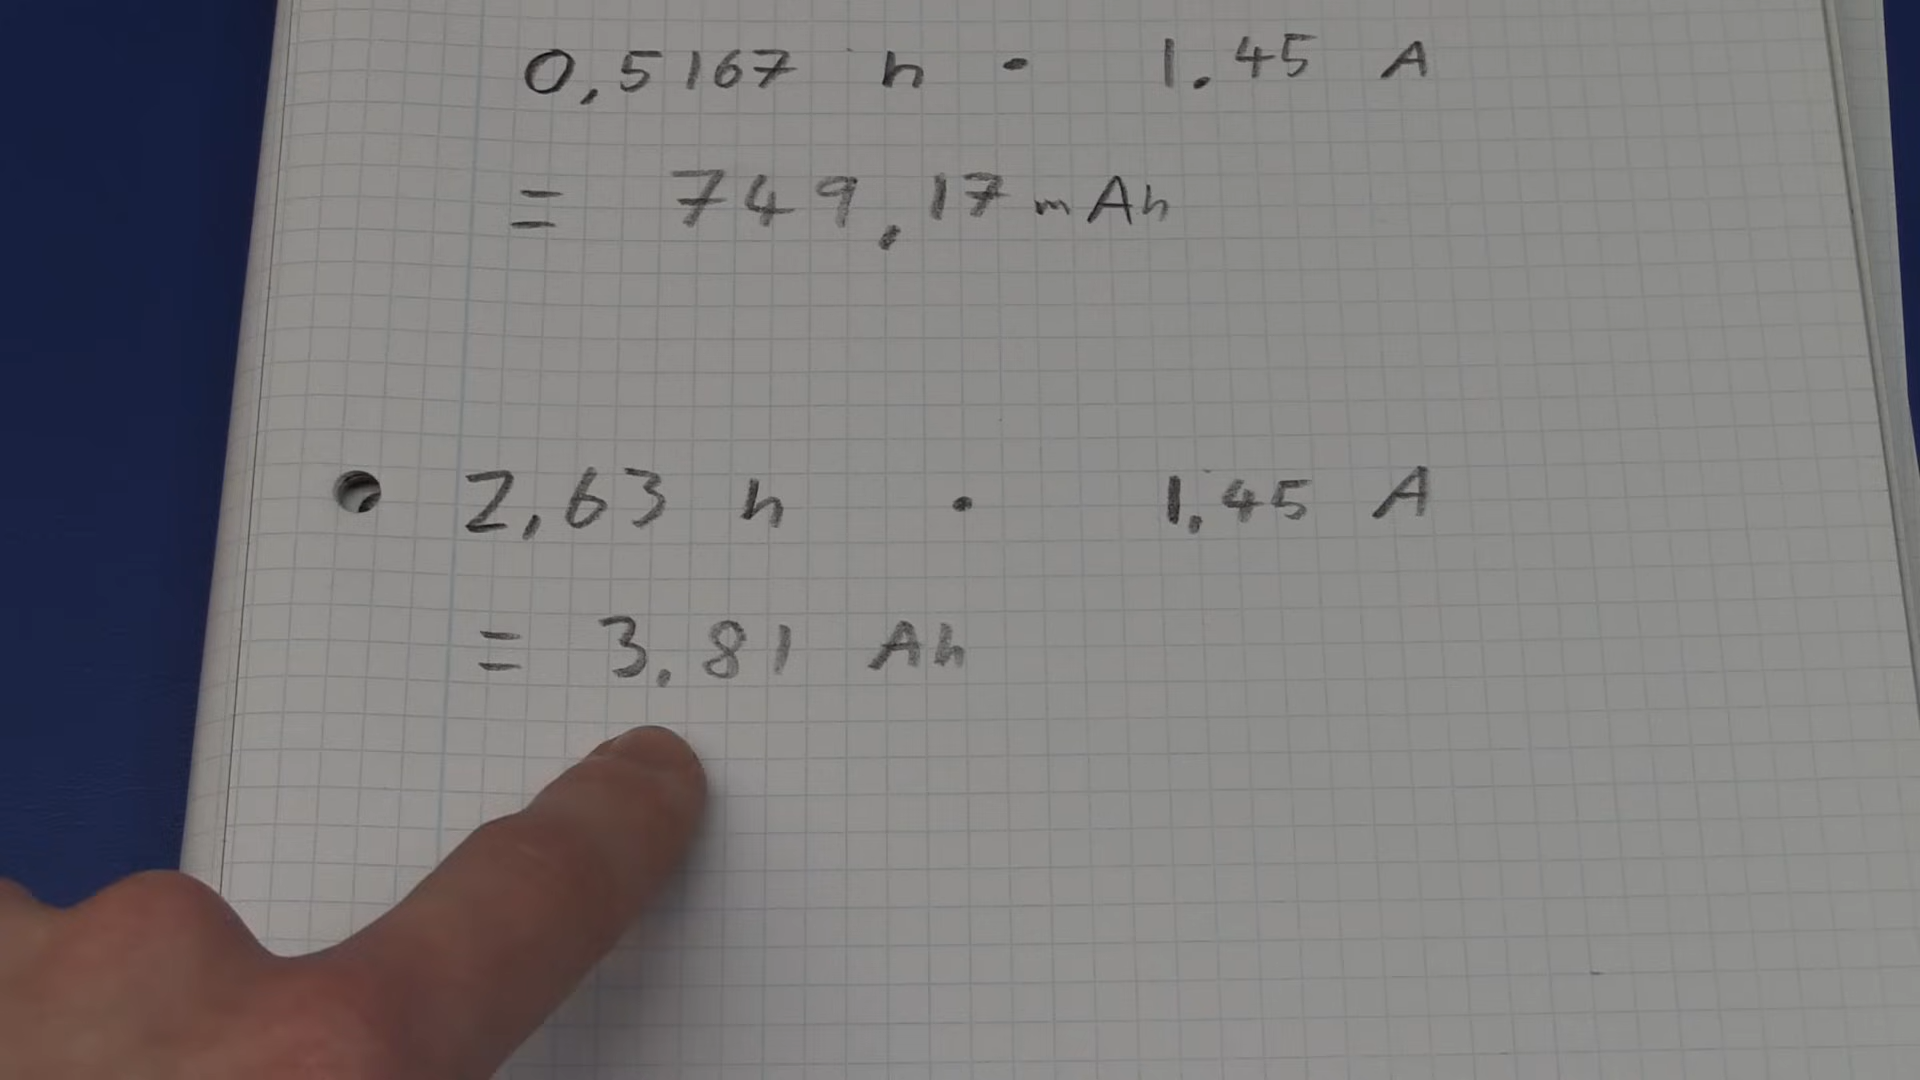 0,5167 h · 1.45 A
= 749,17 mAh
2,63 h · 1,45 A
= 3,81 Ah